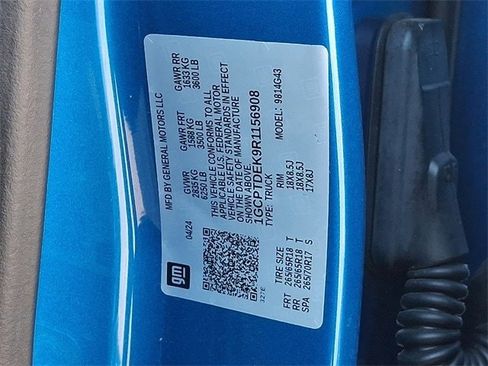 MFD BY GENERAL MOTORS LLC
04/24
GVWR
2835 KG
6250 LB
GAWR FRT
1588 KG
3500 LB
GAWR RR
1633 KG
3600 LB
THIS VEHICLE CONFORMS TO ALL
APPLICABLE U.S. FEDERAL MOTOR
VEHICLE SAFETY STANDARDS IN EFFECT
ON THE DATE OF MANUFACTURE
SHOWN ABOVE.
1GCPTDEK9R1156908
TYPE: TRUCK
MODEL: 9814G43
gm
327E
TIRE SIZE RIM
FRT 265/65R18 T 18X8.5J
RR 265/65R18 T 18X8.5J
SPA 265/70R17 S 17X8J